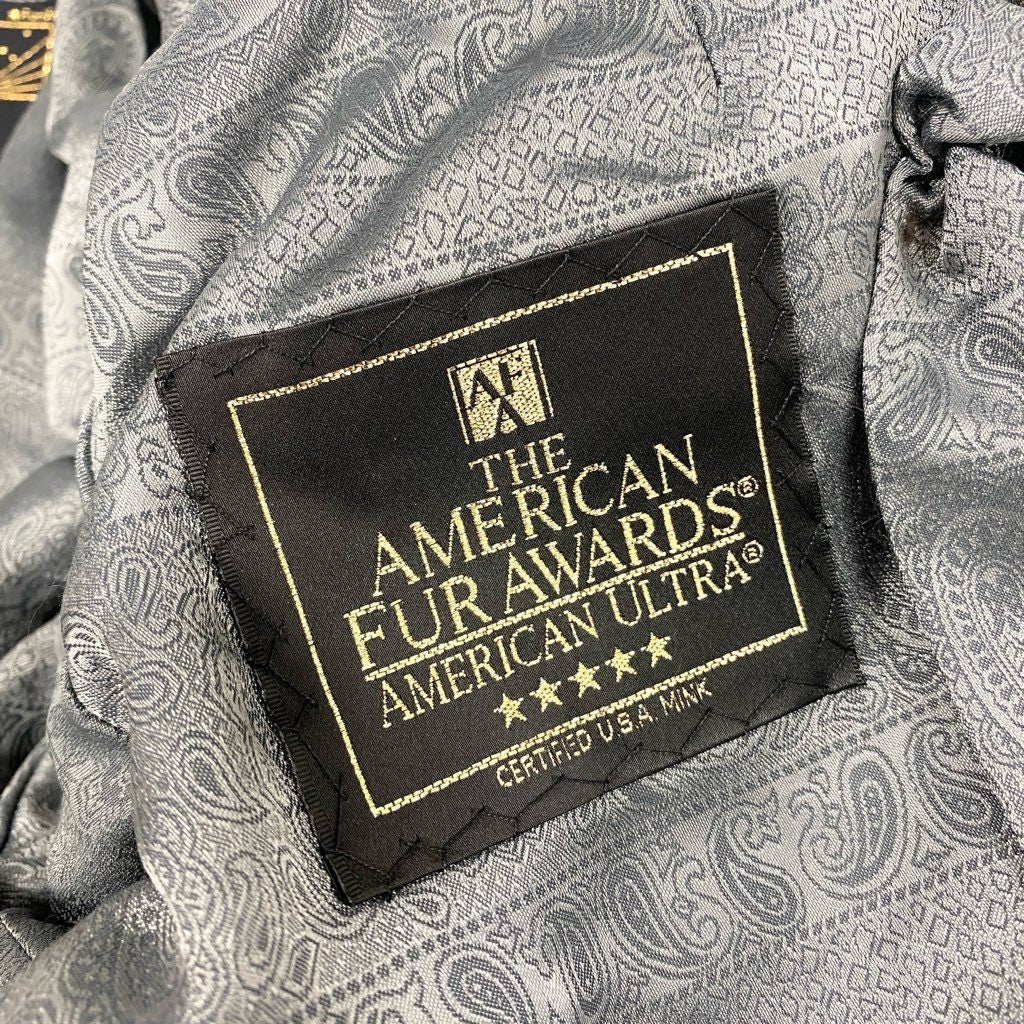 AFA
THE
AMERICAN
FUR AWARDS®
AMERICAN ULTRA®
★★★★★
CERTIFIED U.S.A. MINK